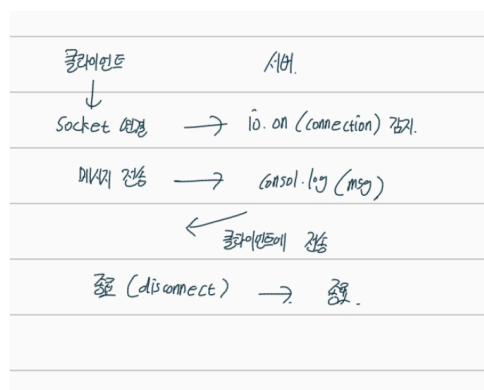 클라이언트 서버.
↓
Socket 연결 → io.on (connection) 감지.
메시지 전송 → consol.log (msg)
← 클라이언트에 전송
종료 (disconnect) → 종료.